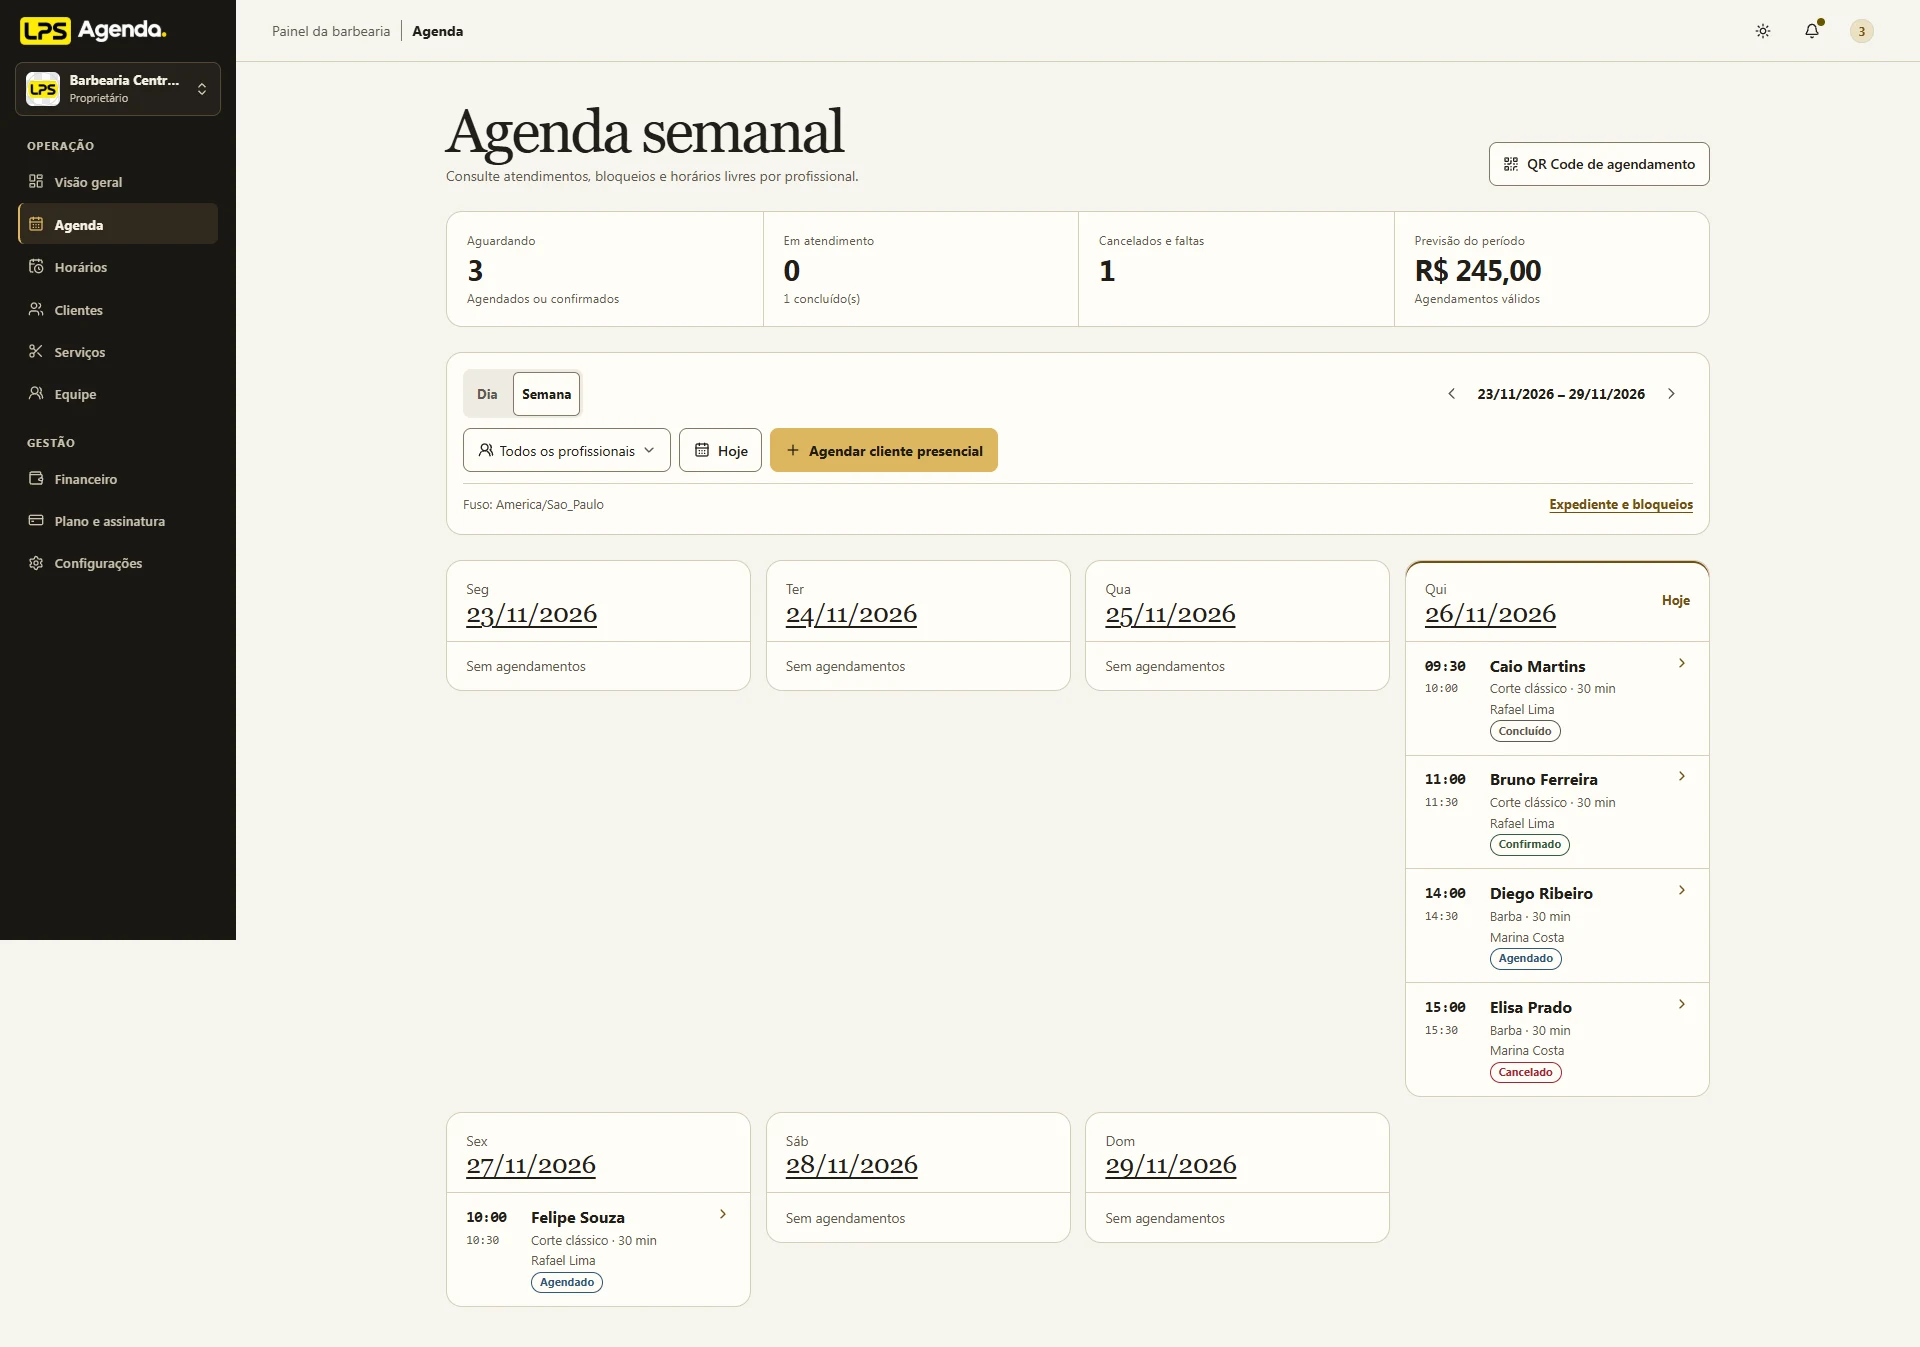 LPS Agenda.
LPS
Barbearia Centr...
Proprietário
OPERAÇÃO
Visão geral
Agenda
Horários
Clientes
Serviços
Equipe
GESTÃO
Financeiro
Plano e assinatura
Configurações
Painel da barbearia
Agenda
3
Agenda semanal
Consulte atendimentos, bloqueios e horários livres por profissional.
QR Code de agendamento
Aguardando
3
Agendados ou confirmados
Em atendimento
0
1 concluído(s)
Cancelados e faltas
1
Previsão do período
R$ 245,00
Agendamentos válidos
Dia
Semana
23/11/2026 – 29/11/2026
Todos os profissionais
Hoje
+ Agendar cliente presencial
Fuso: America/Sao_Paulo
Expediente e bloqueios
Seg
23/11/2026
Sem agendamentos
Ter
24/11/2026
Sem agendamentos
Qua
25/11/2026
Sem agendamentos
Qui
26/11/2026
Hoje
09:30 Caio Martins
10:00 Corte clássico · 30 min
Rafael Lima
Concluído
11:00 Bruno Ferreira
11:30 Corte clássico · 30 min
Rafael Lima
Confirmado
14:00 Diego Ribeiro
14:30 Barba · 30 min
Marina Costa
Agendado
15:00 Elisa Prado
15:30 Barba · 30 min
Marina Costa
Cancelado
Sex
27/11/2026
10:00 Felipe Souza
10:30 Corte clássico · 30 min
Rafael Lima
Agendado
Sáb
28/11/2026
Sem agendamentos
Dom
29/11/2026
Sem agendamentos